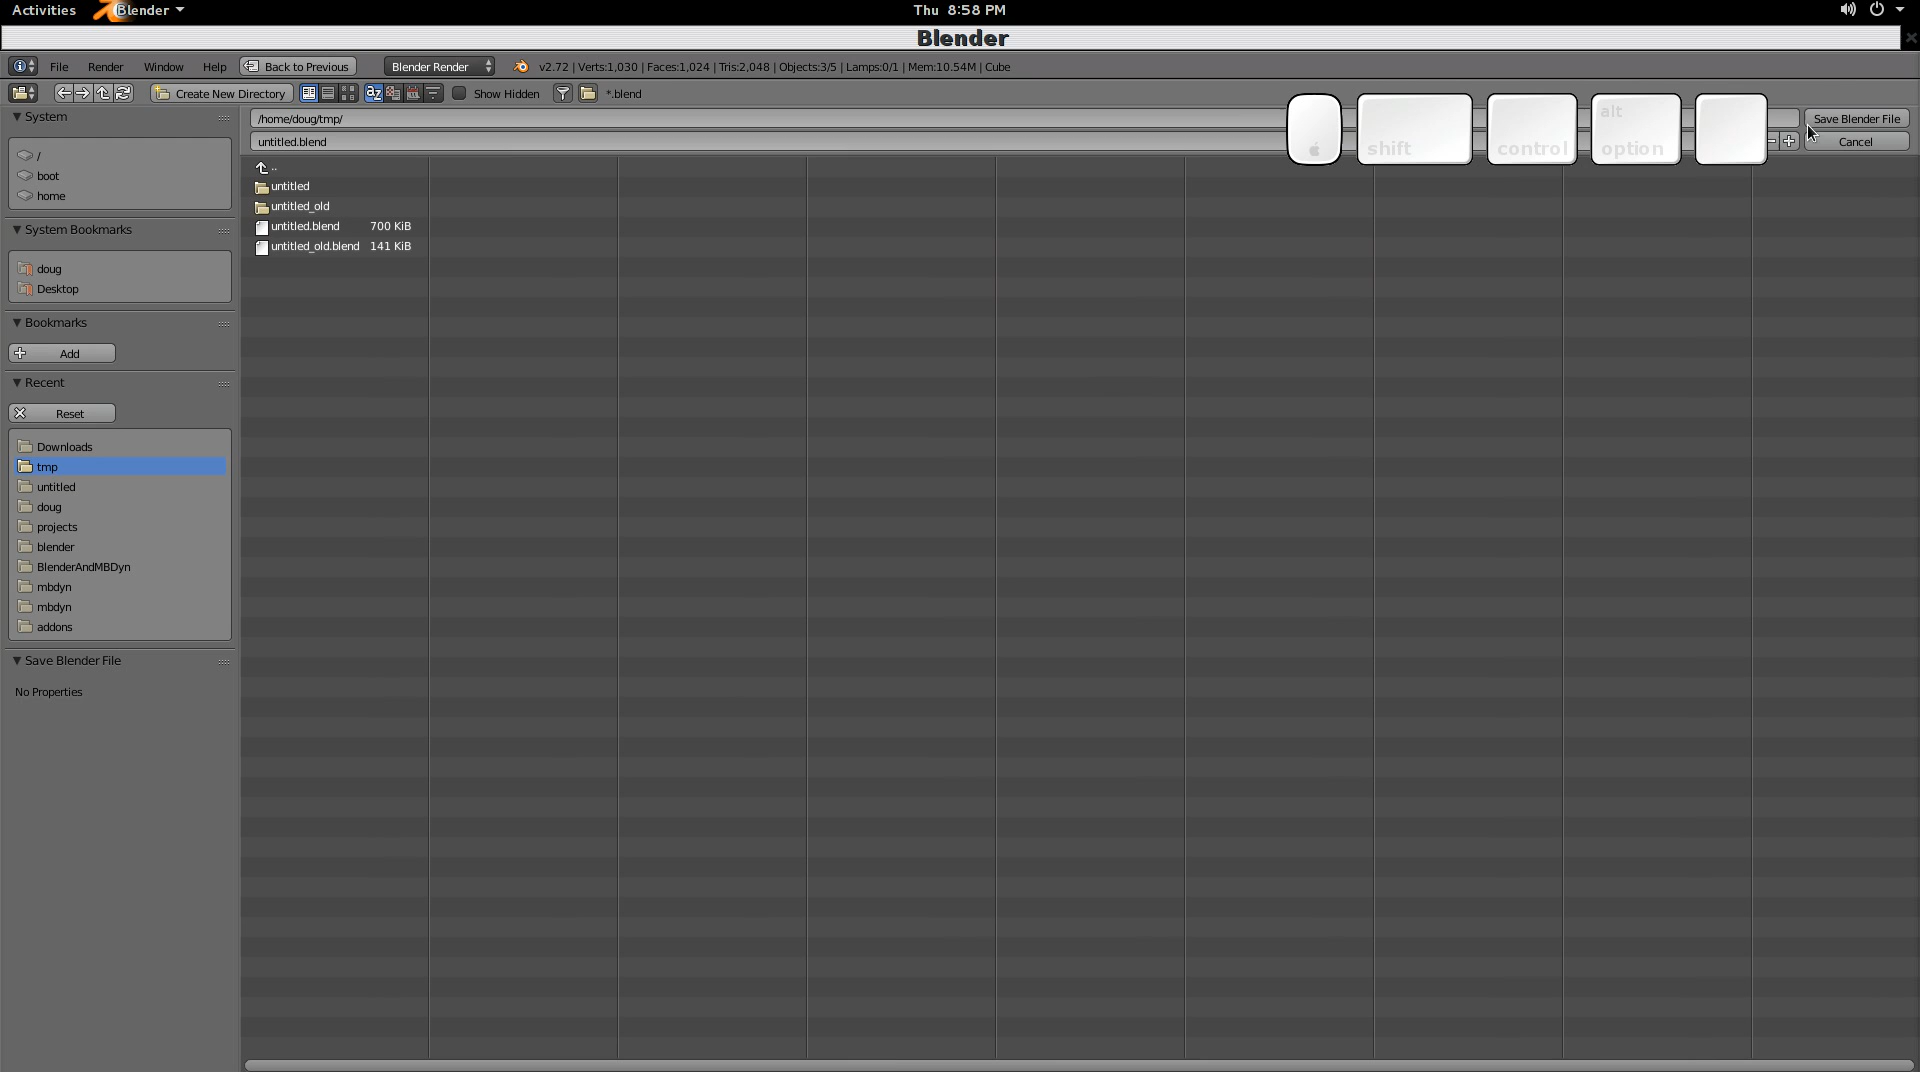 Activities Blender Thu 8:58 PM
Blender
File Render Window Help Back to Previous Blender Render v2.72 | Verts:1,030 | Faces:1,024 | Tris:2,048 | Objects:3/5 | Lamps:0/1 | Mem:10.54M | Cube
Create New Directory Show Hidden *.blend
System
/
boot
home
System Bookmarks
doug
Desktop
Bookmarks
Add
Recent
Reset
Downloads
tmp
untitled
doug
projects
blender
BlenderAndMBDyn
mbdyn
mbdyn
addons
Save Blender File
No Properties
/home/doug/tmp/
untitled.blend
..
untitled
untitled_old
untitled.blend 700 KiB
untitled_old.blend 141 KiB
shift
control
alt
option
Save Blender File
Cancel